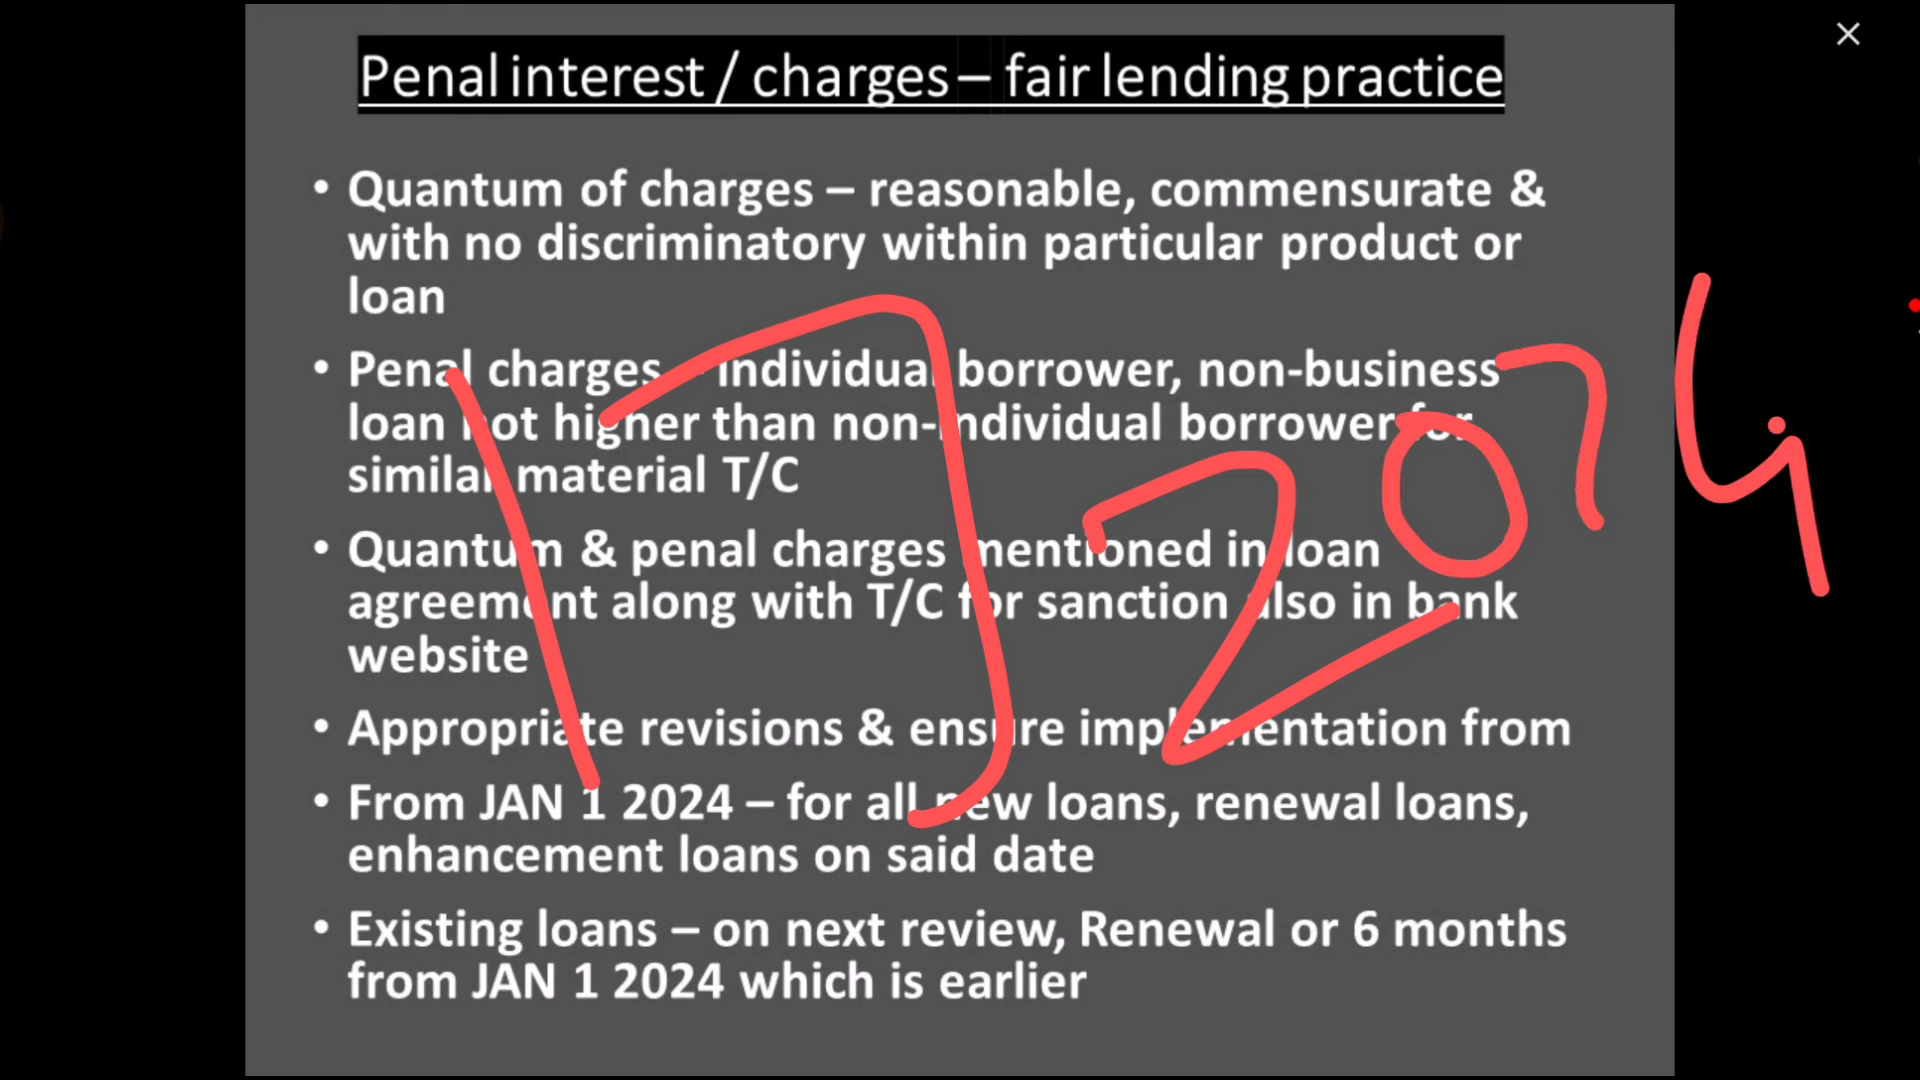 Penal interest / charges – fair lending practice
• Quantum of charges – reasonable, commensurate &
with no discriminatory within particular product or
loan
• Penal charges – individual borrower, non-business
loan not higher than non-individual borrower for
similar material T/C
• Quantum & penal charges mentioned in loan
agreement along with T/C for sanction also in bank
website
• Appropriate revisions & ensure implementation from
• From JAN 1 2024 – for all new loans, renewal loans,
enhancement loans on said date
• Existing loans – on next review, Renewal or 6 months
from JAN 1 2024 which is earlier